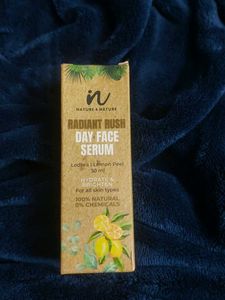 in
NATURE & NATURE
RADIANT RUSH
DAY FACE
SERUM
Lodhra | Lemon Peel
30 ml
HYDRATE &
BRIGHTEN
For all skin types
100% NATURAL
0% CHEMICALS